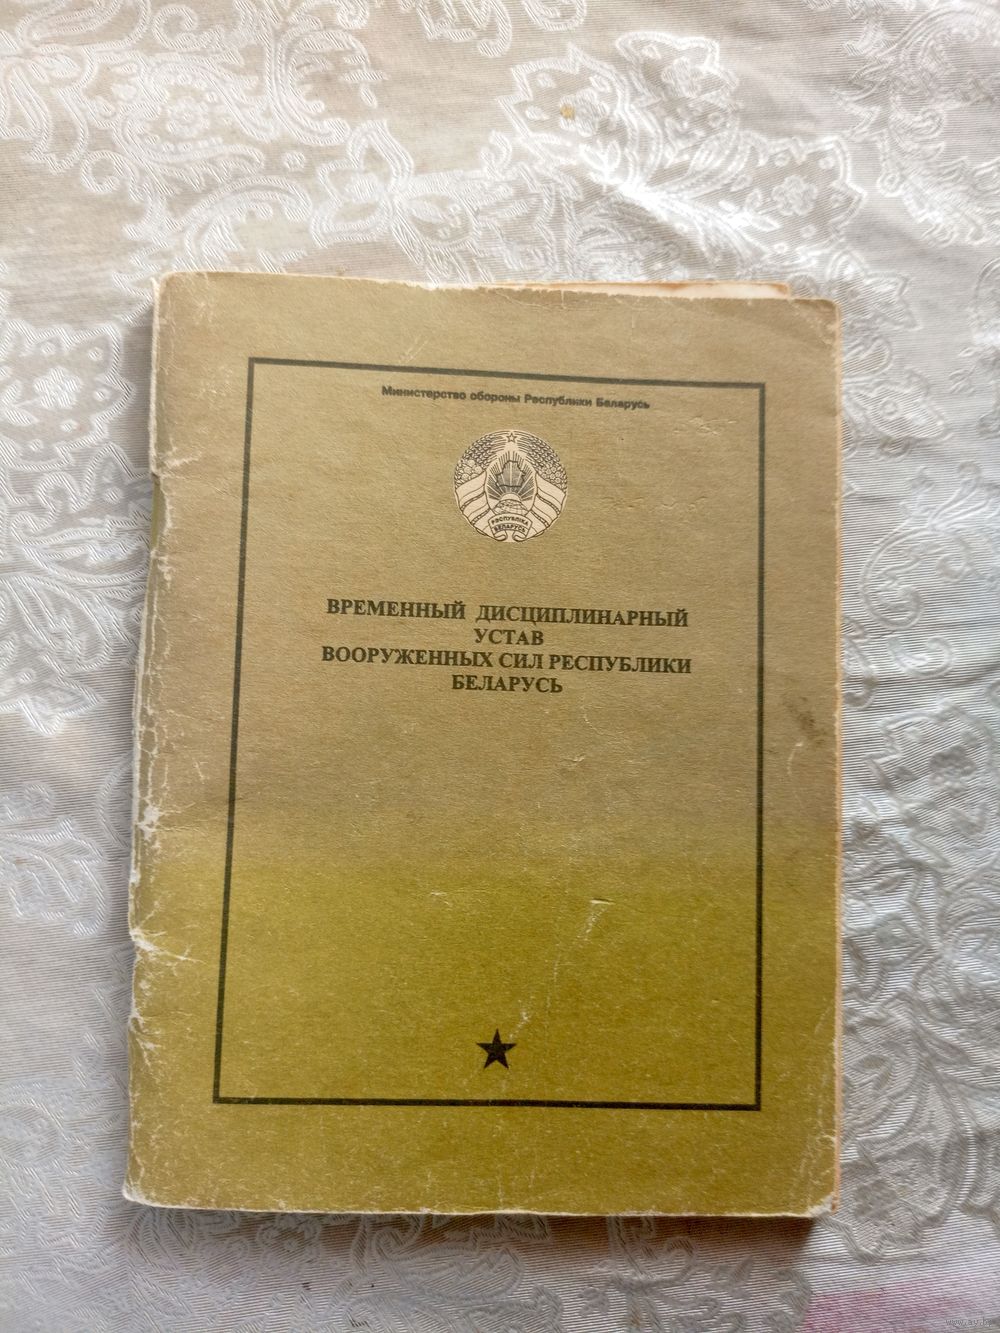 Министерство обороны Республики Беларусь
РЭСПУБЛІКА
БЕЛАРУСЬ
ВРЕМЕННЫЙ ДИСЦИПЛИНАРНЫЙ
УСТАВ
ВООРУЖЕННЫХ СИЛ РЕСПУБЛИКИ
БЕЛАРУСЬ